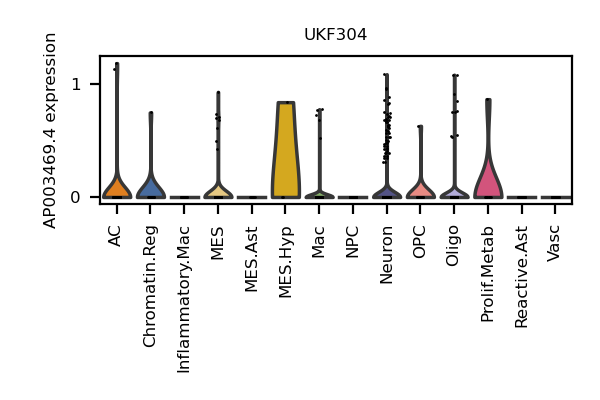 UKF304
AP003469.4 expression
1
0
AC
Chromatin.Reg
Inflammatory.Mac
MES
MES.Ast
MES.Hyp
Mac
NPC
Neuron
OPC
Oligo
Prolif.Metab
Reactive.Ast
Vasc